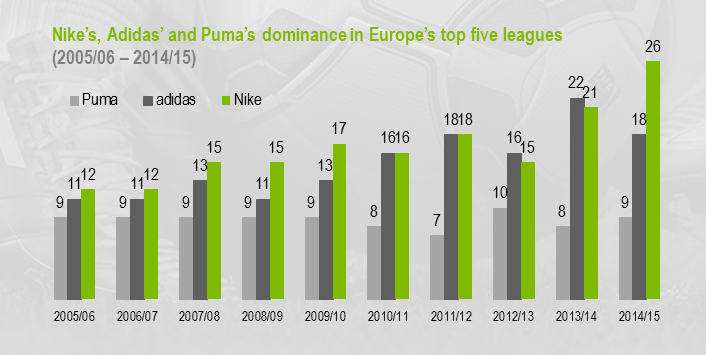 Nike's, Adidas' and Puma's dominance in Europe's top five leagues
(2005/06 – 2014/15)
Puma adidas Nike
9 11 12
9 11 12
9 13 15
9 11 15
9 13 17
8 16 16
7 18 18
10 16 15
8 22 21
9 18 26
2005/06 2006/07 2007/08 2008/09 2009/10 2010/11 2011/12 2012/13 2013/14 2014/15